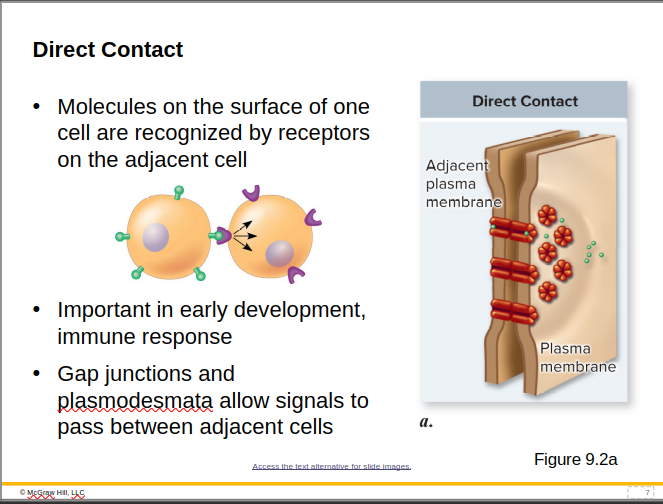 Direct Contact
• Molecules on the surface of one
cell are recognized by receptors
on the adjacent cell
• Important in early development,
immune response
• Gap junctions and
plasmodesmata allow signals to
pass between adjacent cells
Direct Contact
Adjacent
plasma
membrane
Plasma
membrane
a.
Figure 9.2a
Access the text alternative for slide images.
© McGraw Hill, LLC
7